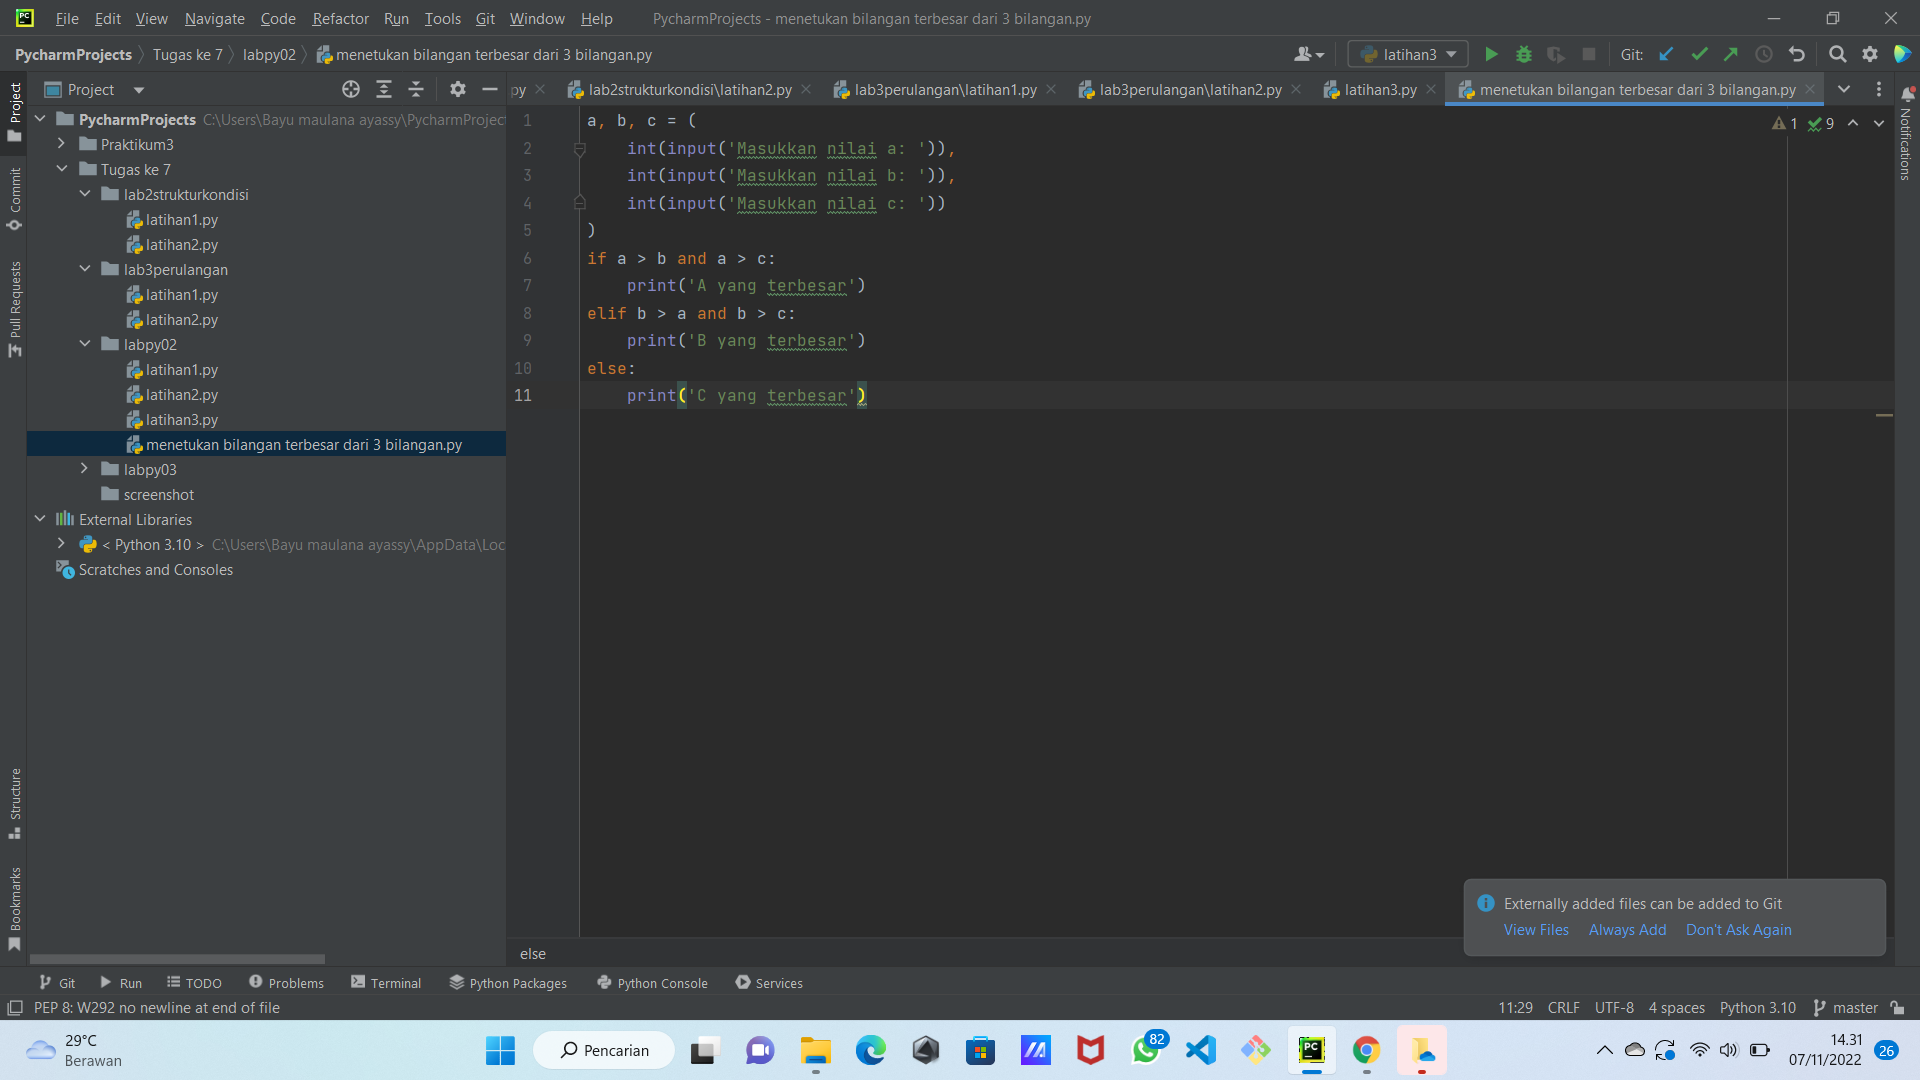 File Edit View Navigate Code Refactor Run Tools Git Window Help PycharmProjects - menetukan bilangan terbesar dari 3 bilangan.py
PycharmProjects Tugas ke 7 labpy02 menetukan bilangan terbesar dari 3 bilangan.py latihan3 Git:
Project
py lab2strukturkondisi\latihan2.py lab3perulangan\latihan1.py lab3perulangan\latihan2.py latihan3.py menetukan bilangan terbesar dari 3 bilangan.py
Project
Commit
Pull Requests
Structure
Bookmarks
PycharmProjects C:\Users\Bayu maulana ayassy\PycharmProjec
Praktikum3
Tugas ke 7
lab2strukturkondisi
latihan1.py
latihan2.py
lab3perulangan
latihan1.py
latihan2.py
labpy02
latihan1.py
latihan2.py
latihan3.py
menetukan bilangan terbesar dari 3 bilangan.py
labpy03
screenshot
External Libraries
< Python 3.10 > C:\Users\Bayu maulana ayassy\AppData\Loc
Scratches and Consoles
1 a, b, c = (
2 int(input('Masukkan nilai a: ')),
3 int(input('Masukkan nilai b: ')),
4 int(input('Masukkan nilai c: '))
5 )
6 if a > b and a > c:
7 print('A yang terbesar')
8 elif b > a and b > c:
9 print('B yang terbesar')
10 else:
11 print('C yang terbesar')
1 9
Notifications
Externally added files can be added to Git
View Files Always Add Don't Ask Again
else
Git Run TODO Problems Terminal Python Packages Python Console Services
PEP 8: W292 no newline at end of file 11:29 CRLF UTF-8 4 spaces Python 3.10 master
29°C
Berawan
Pencarian
82
14.31
07/11/2022
26